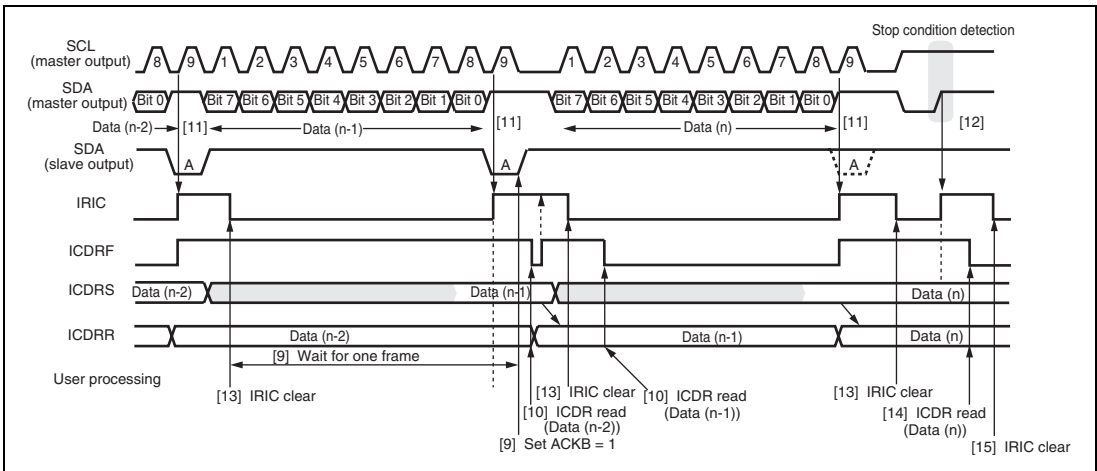 Stop condition detection
SCL
(master output)
8 9 1 2 3 4 5 6 7 8 9 1 2 3 4 5 6 7 8 9
SDA
(master output)
Bit 0 Bit 7 Bit 6 Bit 5 Bit 4 Bit 3 Bit 2 Bit 1 Bit 0 Bit 7 Bit 6 Bit 5 Bit 4 Bit 3 Bit 2 Bit 1 Bit 0
Data (n-2) [11] Data (n-1) [11] Data (n) [11] [12]
SDA
(slave output)
A A A
IRIC
ICDRF
ICDRS Data (n-2) Data (n-1) Data (n)
ICDRR Data (n-2) Data (n-1) Data (n)
[9] Wait for one frame
User processing
[13] IRIC clear
[13] IRIC clear
[10] ICDR read
(Data (n-2))
[9] Set ACKB = 1
[10] ICDR read
(Data (n-1))
[13] IRIC clear
[14] ICDR read
(Data (n))
[15] IRIC clear